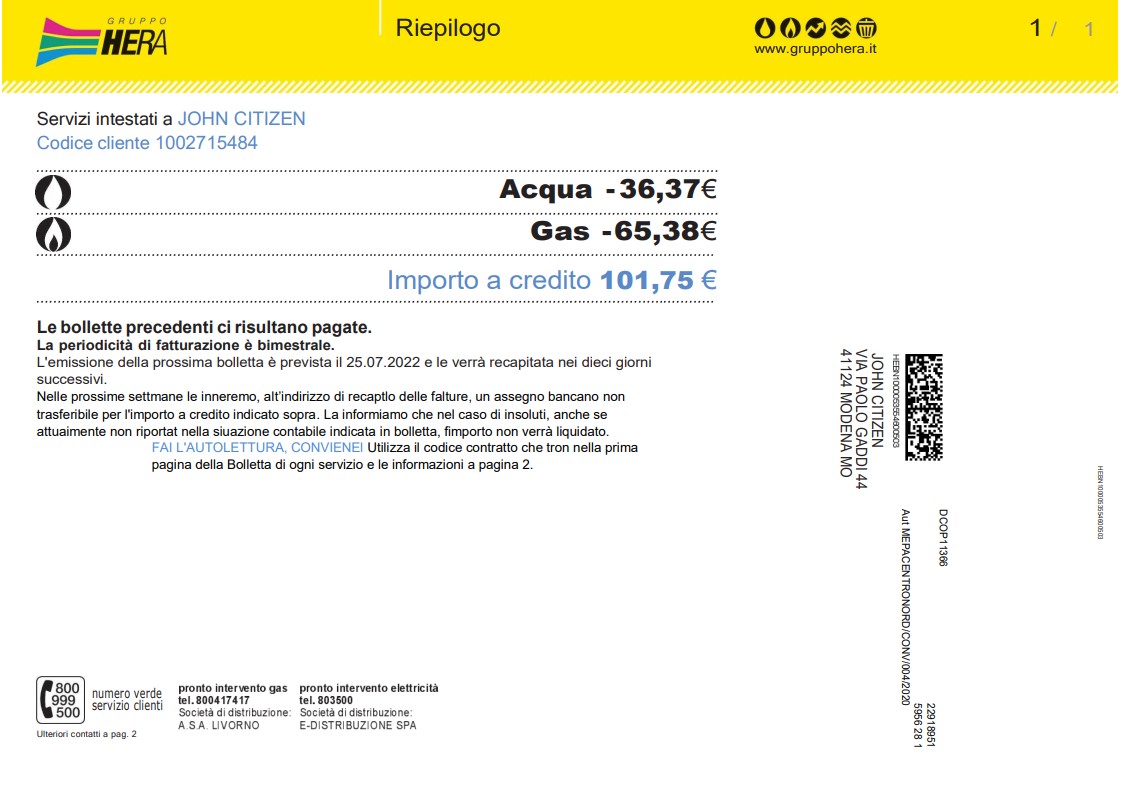 GRUPPO
HERA
Riepilogo
www.gruppohera.it
1 / 1
Servizi intestati a JOHN CITIZEN
Codice cliente 1002715484
Acqua -36,37€
Gas -65,38€
Importo a credito 101,75 €
Le bollette precedenti ci risultano pagate.
La periodicità di fatturazione è bimestrale.
L'emissione della prossima bolletta è prevista il 25.07.2022 e le verrà recapitata nei dieci giorni
successivi.
Nelle prossime settimane le inneremo, alt'indirizzo di recaptlo delle falture, un assegno bancano non
trasferibile per l'importo a credito indicato sopra. La informiamo che nel caso di insoluti, anche se
attuaimente non riportat nella siuazione contabile indicata in bolletta, fimporto non verrà liquidato.
FAI L'AUTOLETTURA, CONVIENEI Utilizza il codice contratto che tron nella prima
pagina della Bolletta di ogni servizio e le informazioni a pagina 2.
HEBN1000053554600503
JOHN CITIZEN
VIA PAOLO GADDI 44
41124 MODENA MO
DCOP11366
Aut MEPACENTRONORD/CONV/004/2020
22918951
5956 28 1
HEBN1000053554600503
800
999
500
numero verde
servizio clienti
Ulteriori contatti a pag. 2
pronto intervento gas
tel. 800417417
Società di distribuzione:
A.S.A. LIVORNO
pronto intervento elettricità
tel. 803500
Società di distribuzione:
E-DISTRIBUZIONE SPA